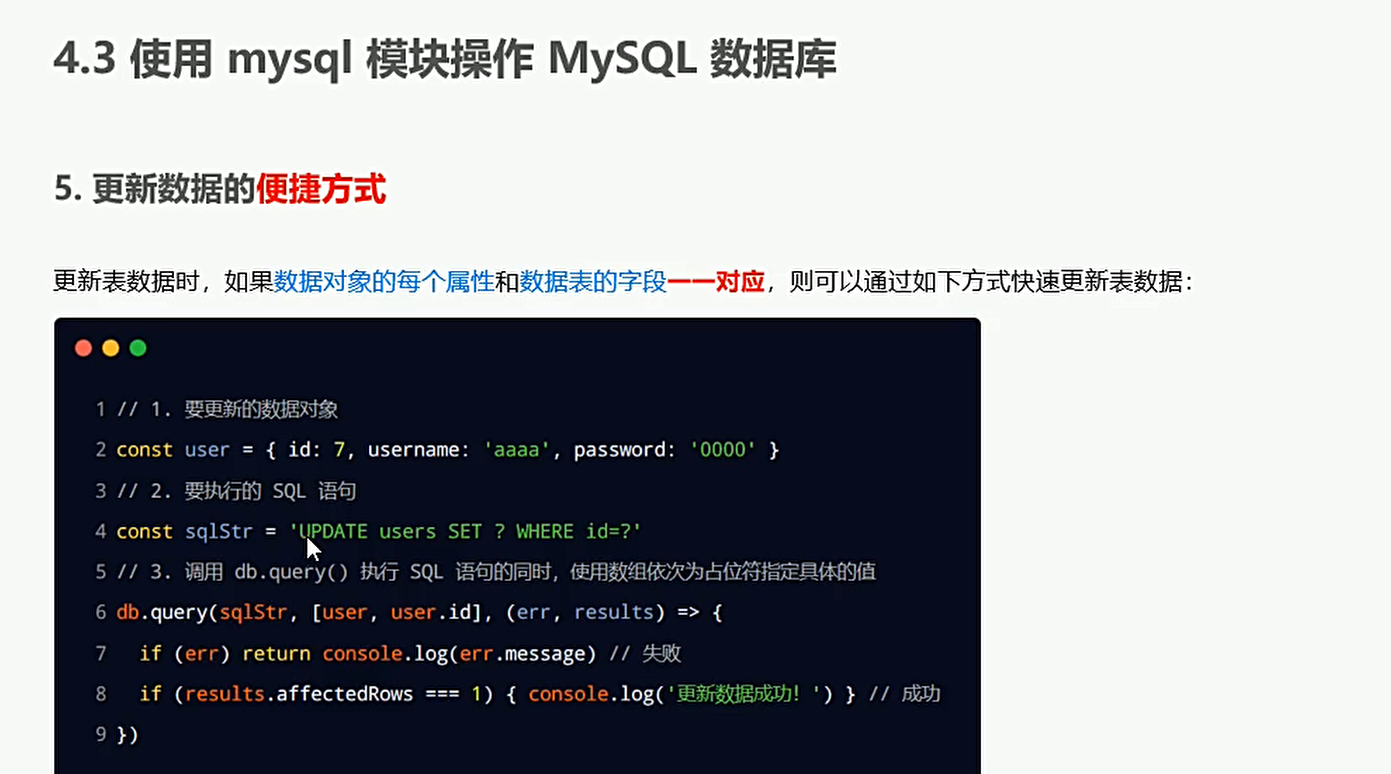 4.3 使用 mysql 模块操作 MySQL 数据库
5. 更新数据的便捷方式
更新表数据时，如果数据对象的每个属性和数据表的字段一一对应，则可以通过如下方式快速更新表数据：
1 // 1. 要更新的数据对象
2 const user = { id: 7, username: 'aaaa', password: '0000' }
3 // 2. 要执行的 SQL 语句
4 const sqlStr = 'UPDATE users SET ? WHERE id=?'
5 // 3. 调用 db.query() 执行 SQL 语句的同时，使用数组依次为占位符指定具体的值
6 db.query(sqlStr, [user, user.id], (err, results) => {
7   if (err) return console.log(err.message) // 失败
8   if (results.affectedRows === 1) { console.log('更新数据成功！') } // 成功
9 })